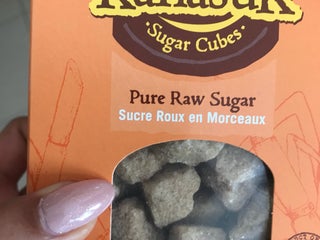 Sugar Cubes
Pure Raw Sugar
Sucre Roux en Morceaux